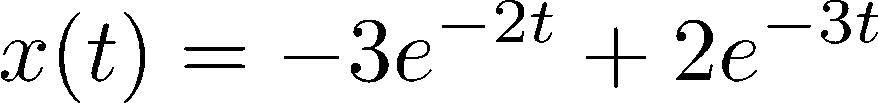 x(t) = −3e^{−2t} + 2e^{−3t}